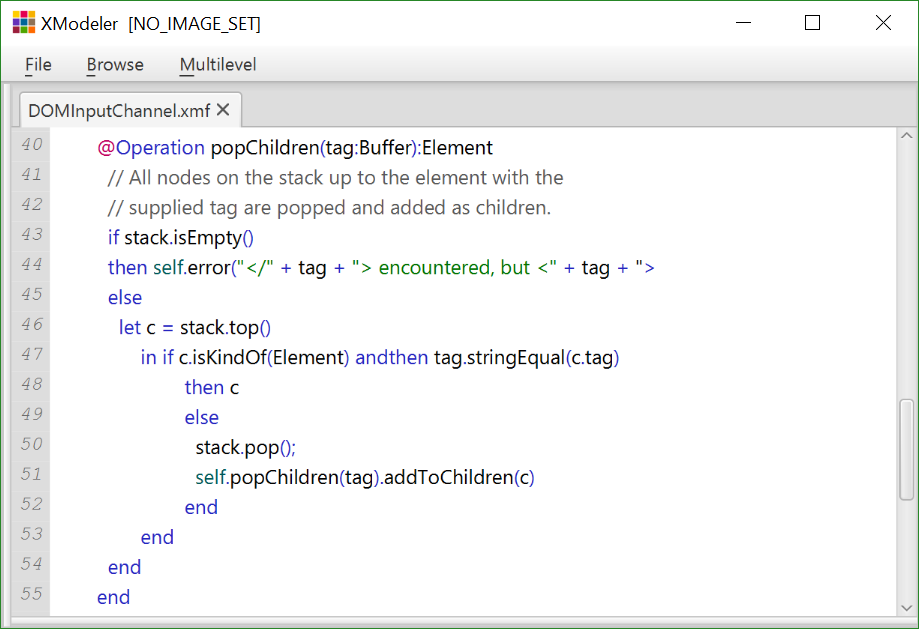 XModeler [NO_IMAGE_SET]
File Browse Multilevel
DOMInputChannel.xmf
40 @Operation popChildren(tag:Buffer):Element
41 // All nodes on the stack up to the element with the
42 // supplied tag are popped and added as children.
43 if stack.isEmpty()
44 then self.error("</" + tag + "> encountered, but <" + tag + ">
45 else
46 let c = stack.top()
47 in if c.isKindOf(Element) andthen tag.stringEqual(c.tag)
48 then c
49 else
50 stack.pop();
51 self.popChildren(tag).addToChildren(c)
52 end
53 end
54 end
55 end